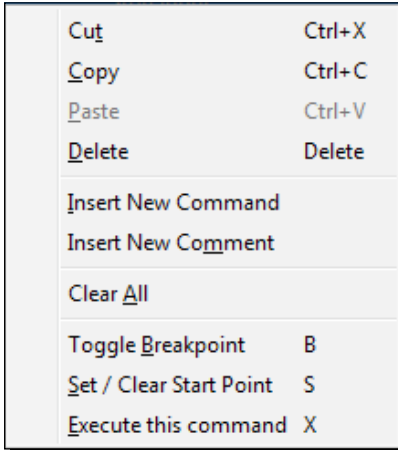 Cut Ctrl+X
Copy Ctrl+C
Paste Ctrl+V
Delete Delete
Insert New Command
Insert New Comment
Clear All
Toggle Breakpoint B
Set / Clear Start Point S
Execute this command X